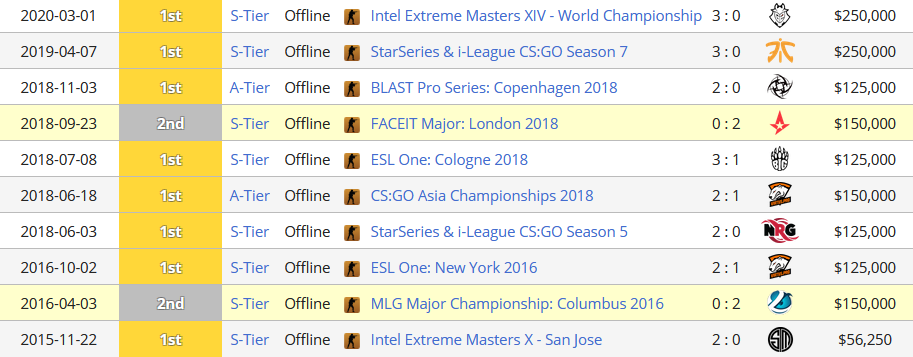 2020-03-01 1st S-Tier Offline Intel Extreme Masters XIV - World Championship 3 : 0 $250,000
2019-04-07 1st S-Tier Offline StarSeries & i-League CS:GO Season 7 3 : 0 $250,000
2018-11-03 1st A-Tier Offline BLAST Pro Series: Copenhagen 2018 2 : 0 $125,000
2018-09-23 2nd S-Tier Offline FACEIT Major: London 2018 0 : 2 $150,000
2018-07-08 1st S-Tier Offline ESL One: Cologne 2018 3 : 1 $125,000
2018-06-18 1st A-Tier Offline CS:GO Asia Championships 2018 2 : 1 $150,000
2018-06-03 1st S-Tier Offline StarSeries & i-League CS:GO Season 5 2 : 0 NRG $125,000
2016-10-02 1st S-Tier Offline ESL One: New York 2016 2 : 1 $125,000
2016-04-03 2nd S-Tier Offline MLG Major Championship: Columbus 2016 0 : 2 $150,000
2015-11-22 1st S-Tier Offline Intel Extreme Masters X - San Jose 2 : 0 TSM $56,250